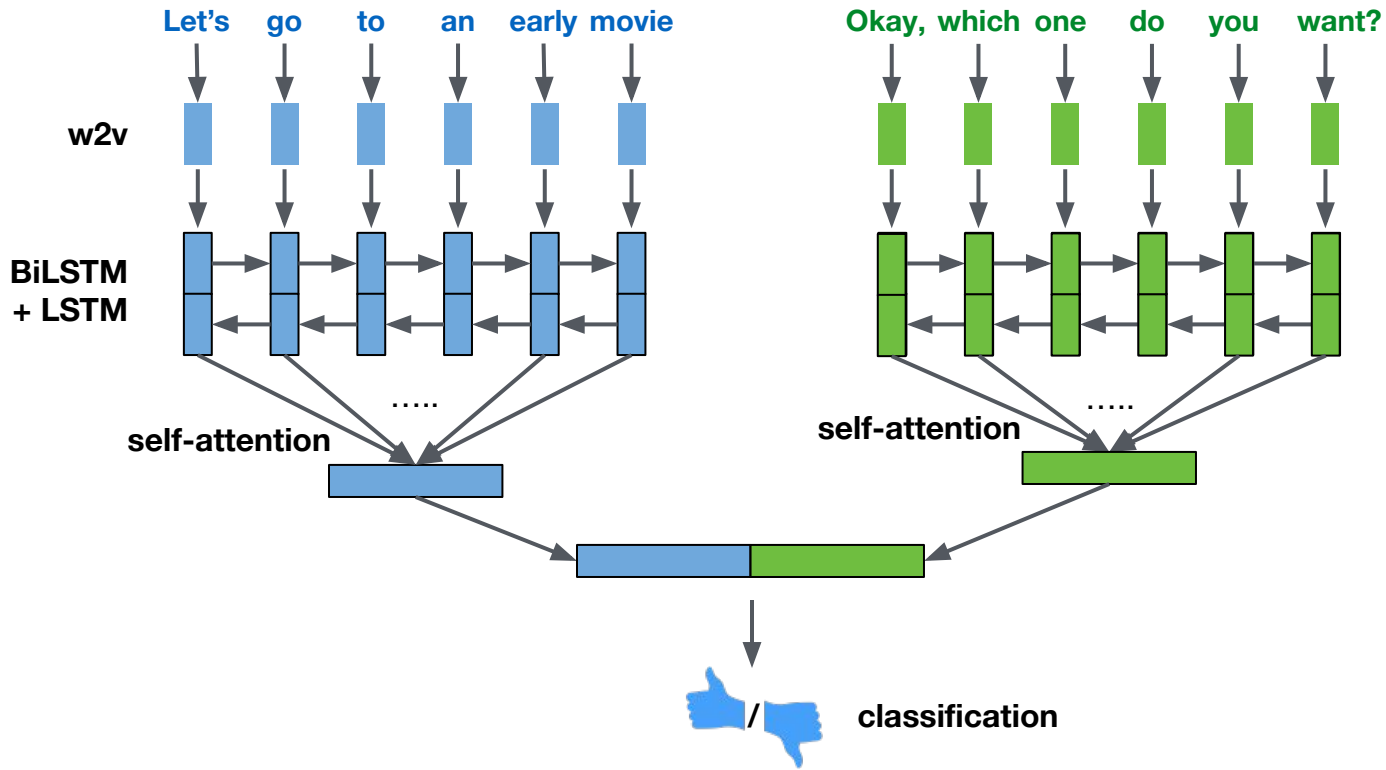 Let's go to an early movie
Okay, which one do you want?
w2v
BiLSTM
+ LSTM
.....
.....
self-attention
self-attention
/
classification